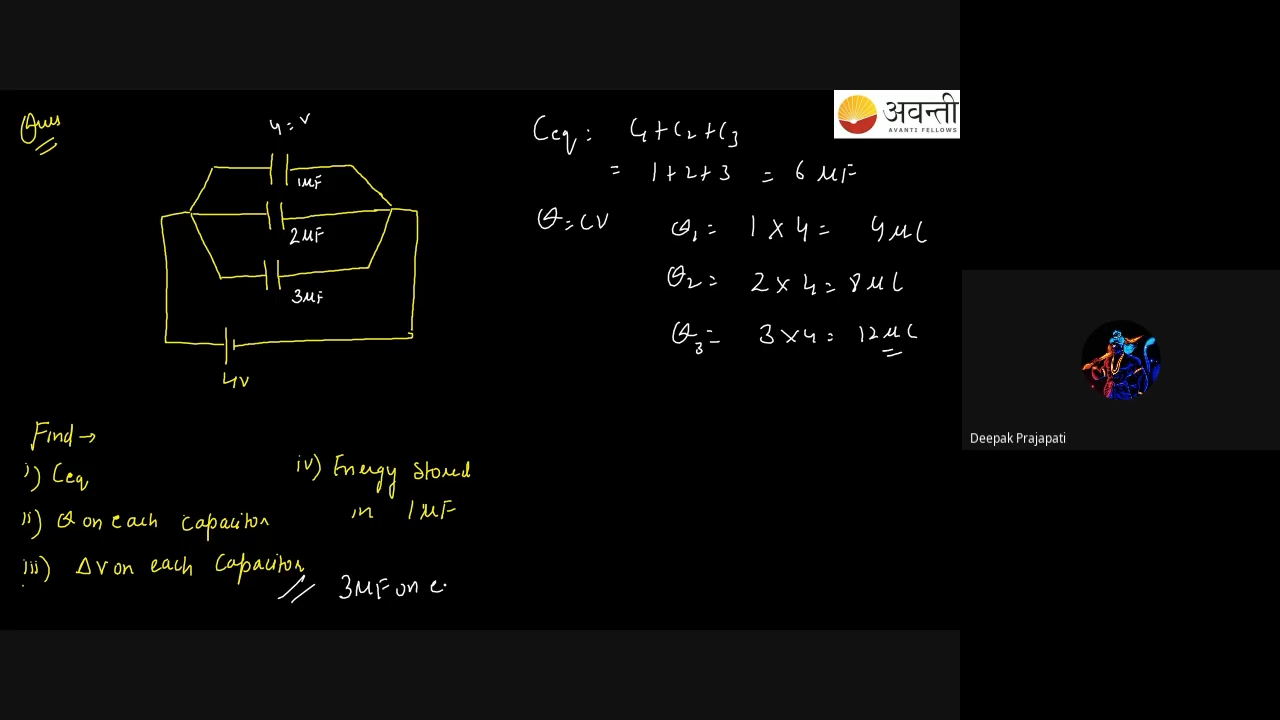 Ques
4 = V
1μF
2μF
3μF
4V
Find →
i) Ceq
ii) Q on each capacitor
iii) ΔV on each Capacitor
iv) Energy Stored
in 1μF
3μF on e
Ceq = C1 + C2 + C3
= 1+2+3 = 6 μF
Q = CV Q1 = 1 × 4 = 4μC
Q2 = 2 × 4 = 8μC
Q3 = 3 × 4 = 12μC
अवन्ती
AVANTI FELLOWS
Deepak Prajapati